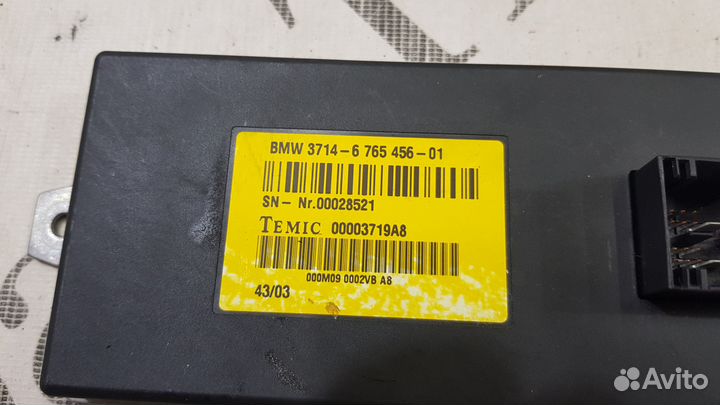 BMW 3714-6 765 456-01
SN- Nr.00028521
TEMIC 00003719A8
000M09 0002VB A8
43/03
Avito